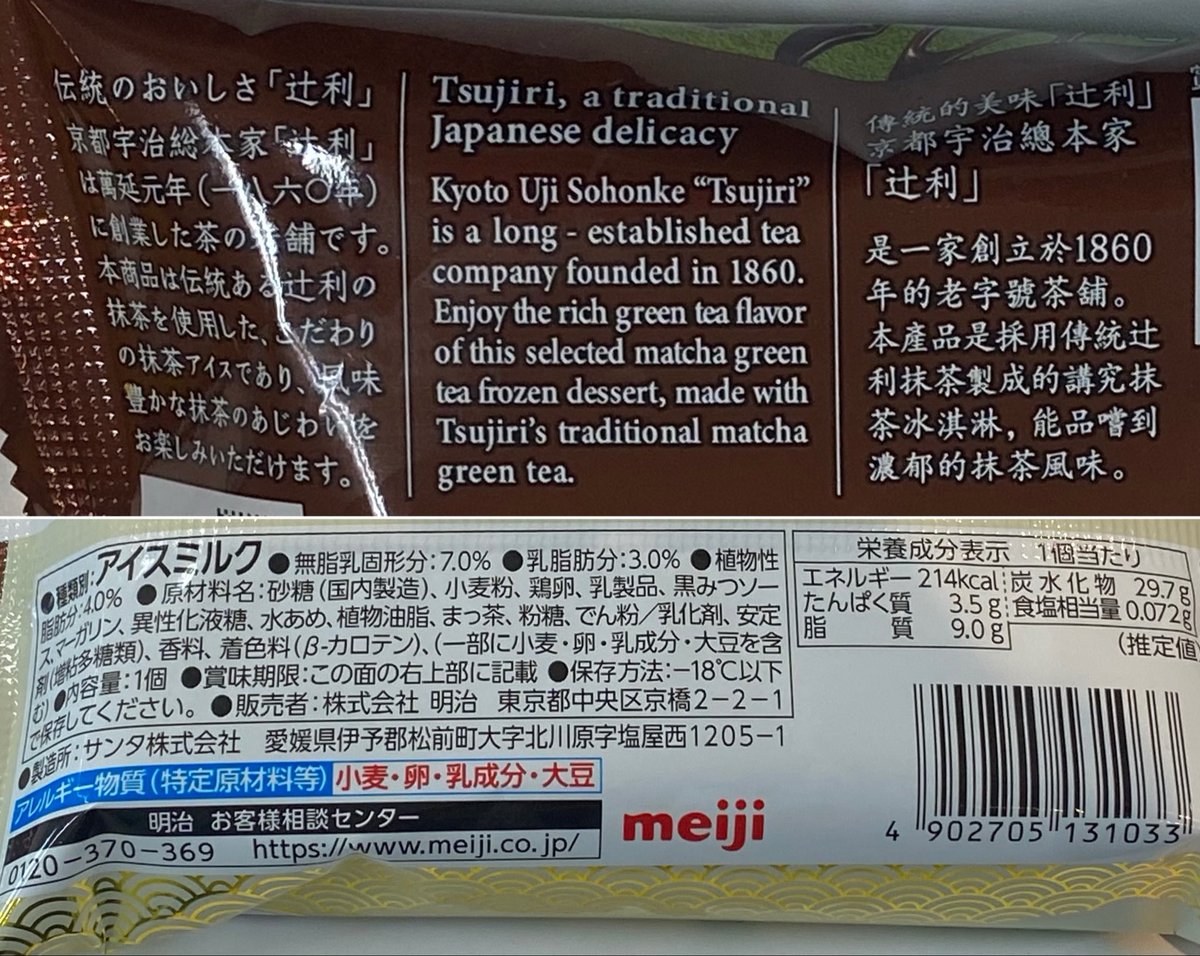 伝統のおいしさ「辻利」
京都宇治総本家「辻利」
は萬延元年(一八六〇年)
に創業した茶の老舗です。
本商品は伝統ある辻利の
抹茶を使用した、こだわり
の抹茶アイスであり、風味
豊かな抹茶のあじわいを
お楽しみいただけます。
Tsujiri, a traditional
Japanese delicacy
Kyoto Uji Sohonke “Tsujiri”
is a long - established tea
company founded in 1860.
Enjoy the rich green tea flavor
of this selected matcha green
tea frozen dessert, made with
Tsujiri’s traditional matcha
green tea.
傳統的美味「辻利」
京都宇治總本家
「辻利」
是一家創立於1860
年的老字號茶舖。
本產品是採用傳統辻
利抹茶製成的講究抹
茶冰淇淋，能品嚐到
濃郁的抹茶風味。
●種類別:アイスミルク ●無脂乳固形分:7.0% ●乳脂肪分:3.0% ●植物性
脂肪分:4.0% ●原材料名:砂糖(国内製造)、小麦粉、鶏卵、乳製品、黒みつソー
ス、マーガリン、異性化液糖、水あめ、植物油脂、まっ茶、粉糖、でん粉/乳化剤、安定
剤(増粘多糖類)、香料、着色料(β-カロテン)、(一部に小麦・卵・乳成分・大豆を含
む) ●内容量:1個 ●賞味期限:この面の右上部に記載 ●保存方法:-18℃以下
で保存してください。 ●販売者:株式会社 明治 東京都中央区京橋2-2-1
●製造所:サンタ株式会社 愛媛県伊予郡松前町大字北川原字塩屋西1205-1
アレルギー物質(特定原材料等) 小麦・卵・乳成分・大豆
明治 お客様相談センター
0120-370-369 https://www.meiji.co.jp/
meiji
栄養成分表示 1個当たり
エネルギー 214kcal 炭水化物 29.7g
たんぱく質 3.5g 食塩相当量 0.072g
脂質 9.0g
(推定値)
4 902705 131033